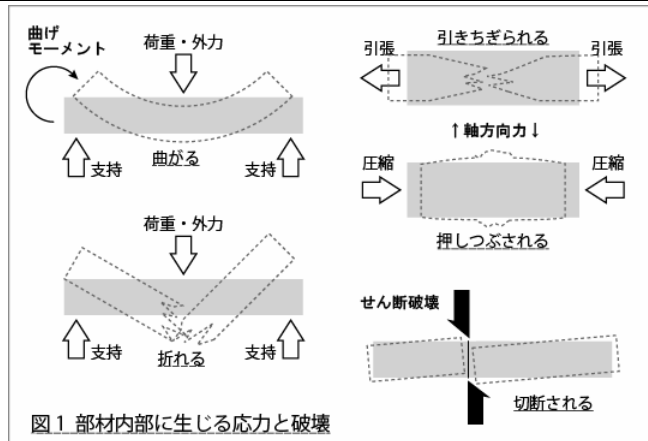 曲げ
モーメント
荷重・外力
支持
曲がる
支持
荷重・外力
支持
折れる
支持
引きちぎられる
引張
引張
↑軸方向力↓
圧縮
圧縮
押しつぶされる
せん断破壊
切断される
図1 部材内部に生じる応力と破壊